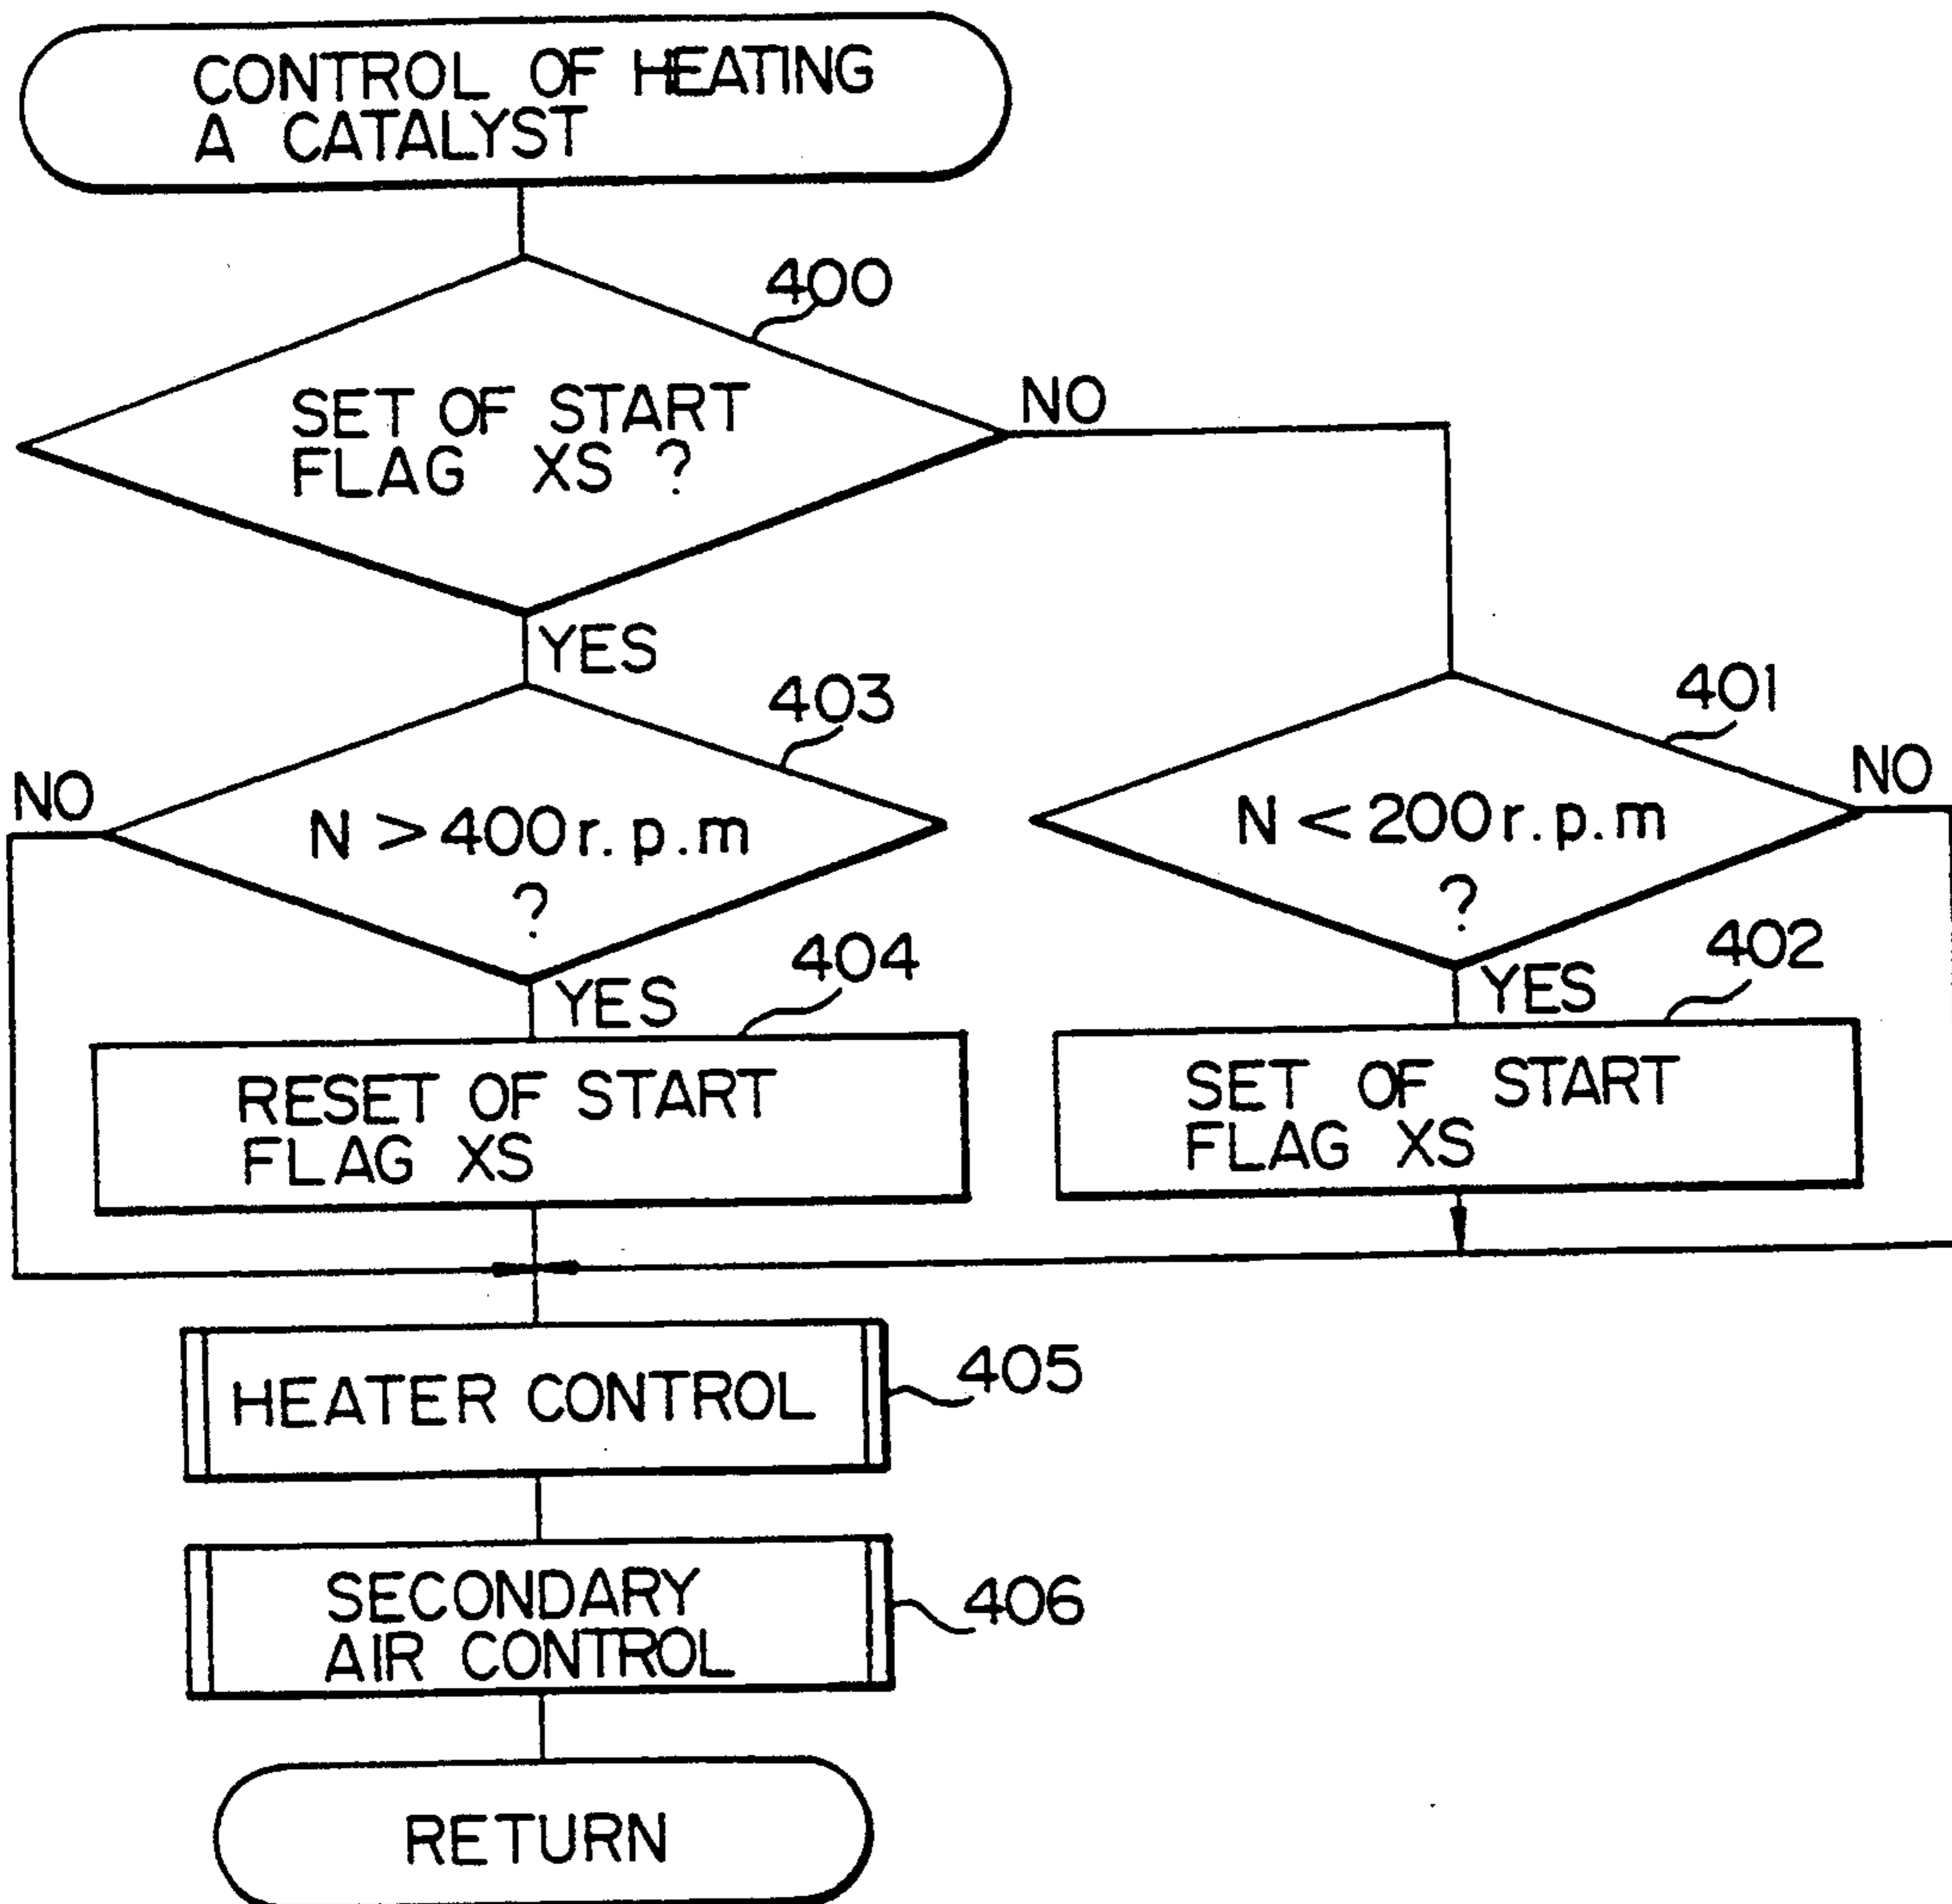 CONTROL OF HEATING
A CATALYST
400
SET OF START
FLAG XS ?
NO
YES
403
401
NO
N > 400 r.p.m
?
NO
N < 200 r.p.m
?
404
YES
402
YES
RESET OF START
FLAG XS
SET OF START
FLAG XS
HEATER CONTROL
405
SECONDARY
AIR CONTROL
406
RETURN